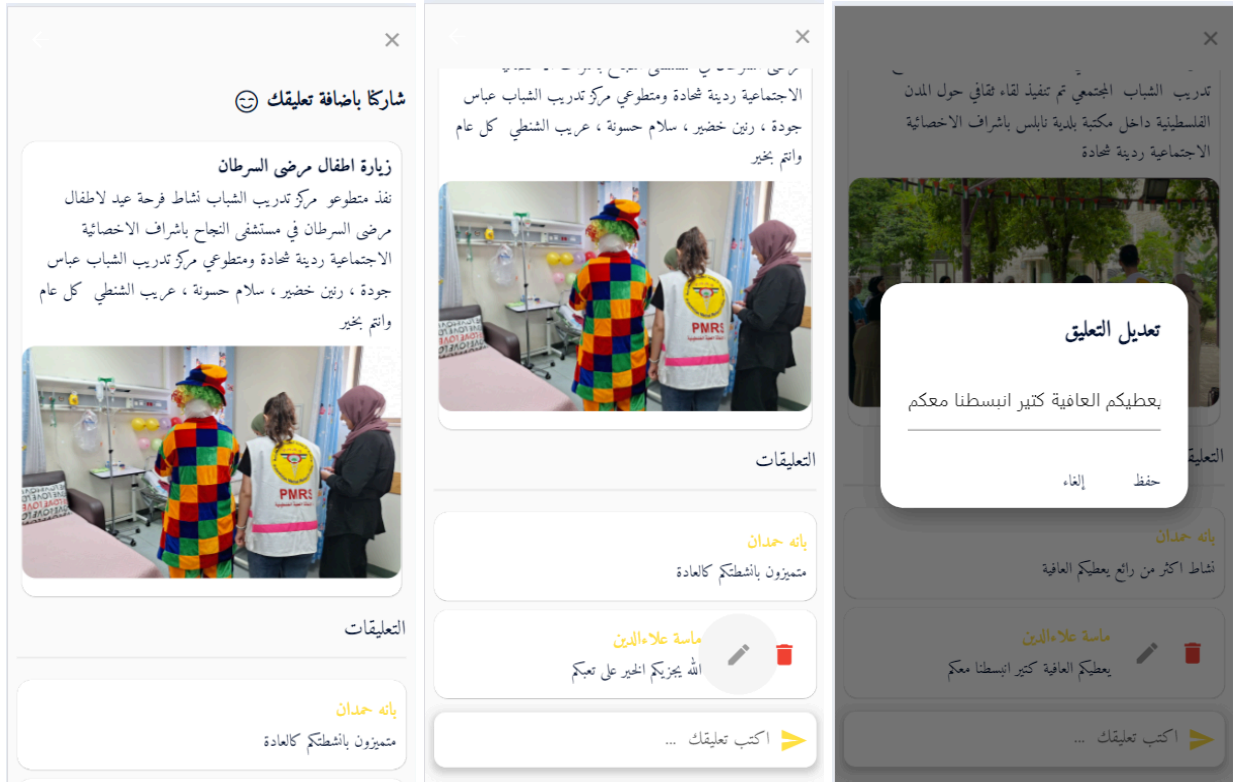 شاركنا باضافة تعليقك
زيارة اطفال مرضى السرطان
نفذ متطوعو مركز تدريب الشباب نشاط فرحة عيد لاطفال
مرضى السرطان في مستشفى النجاح باشراف الاخصائية
الاجتماعية ردينة شحادة ومتطوعي مركز تدريب الشباب عباس
جودة ، رنين خضير ، سلام حسونة ، عريب الشنطي كل عام
وانتم بخير
PMRS
التعليقات
بانه حمدان
متميزون بانشطتكم كالعادة
الاجتماعية ردينة شحادة ومتطوعي مركز تدريب الشباب عباس
جودة ، رنين خضير ، سلام حسونة ، عريب الشنطي كل عام
وانتم بخير
PMRS
التعليقات
بانه حمدان
متميزون بانشطتكم كالعادة
ماسة علاءالدين
الله يجزيكم الخير على تعبكم
اكتب تعليقك ...
تدريب الشباب المجتمعي تم تنفيذ لقاء ثقافي حول المدن
الفلسطينية داخل مكتبة بلدية نابلس باشراف الاخصائية
الاجتماعية ردينة شحادة
تعديل التعليق
يعطيكم العافية كتير انبسطنا معكم
حفظ
إلغاء
بانه حمدان
نشاط اكثر من رائع يعطيكم العافية
ماسة علاءالدين
يعطيكم العافية كتير انبسطنا معكم
اكتب تعليقك ...